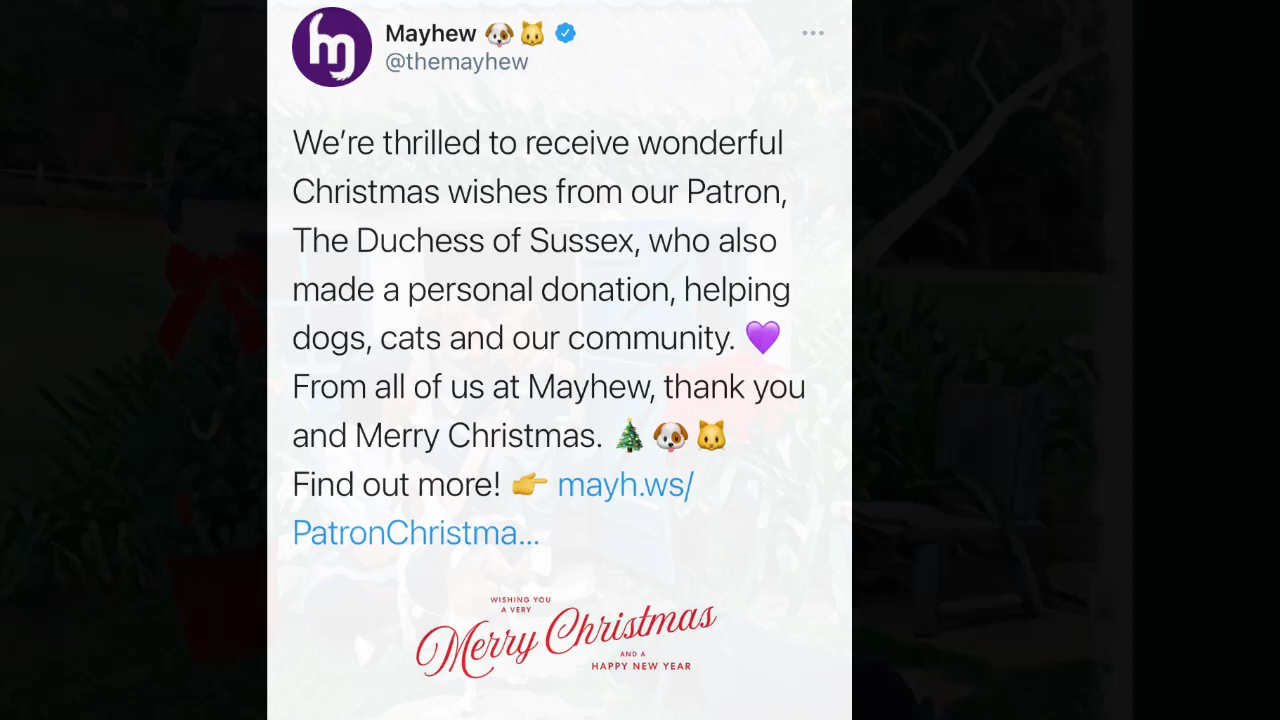 Mayhew 🐶🐱
@themayhew
We’re thrilled to receive wonderful
Christmas wishes from our Patron,
The Duchess of Sussex, who also
made a personal donation, helping
dogs, cats and our community. 💜
From all of us at Mayhew, thank you
and Merry Christmas. 🎄🐶🐱
Find out more! 👉 mayh.ws/
PatronChristma...
WISHING YOU
A VERY
Merry Christmas
AND A
HAPPY NEW YEAR